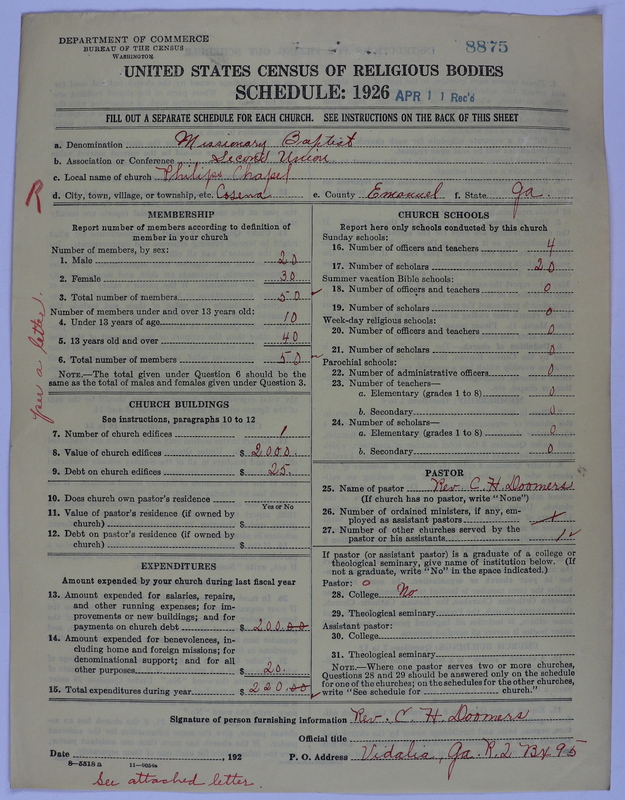 DEPARTMENT OF COMMERCE
BUREAU OF THE CENSUS
WASHINGTON
8875
UNITED STATES CENSUS OF RELIGIOUS BODIES
SCHEDULE: 1926 APR 11 Rec'd
FILL OUT A SEPARATE SCHEDULE FOR EACH CHURCH. SEE INSTRUCTIONS ON THE BACK OF THIS SHEET
a. Denomination Missionary Baptist
b. Association or Conference Second Union
c. Local name of church Philips Chapel
d. City, town, village, or township, etc. Cosena e. County Emanuel f. State Ga.
R
MEMBERSHIP
Report number of members according to definition of
member in your church
Number of members, by sex:
1. Male 20
2. Female 30
3. Total number of members 50
Number of members under and over 13 years old:
4. Under 13 years of age 10
5. 13 years old and over 40
6. Total number of members 50
NOTE.—The total given under Question 6 should be the
same as the total of males and females given under Question 3.
a letter
CHURCH BUILDINGS
See instructions, paragraphs 10 to 12
7. Number of church edifices 1
8. Value of church edifices $ 2000.
9. Debt on church edifices $ 25.
10. Does church own pastor's residence
Yes or No
11. Value of pastor's residence (if owned by
church) $
12. Debt on pastor's residence (if owned by
church) $
EXPENDITURES
Amount expended by your church during last fiscal year
13. Amount expended for salaries, repairs,
and other running expenses; for im-
provements or new buildings; and for
payments on church debt $ 200.00
14. Amount expended for benevolences, in-
cluding home and foreign missions; for
denominational support; and for all
other purposes $ 20.
15. Total expenditures during year $ 220.00
CHURCH SCHOOLS
Report here only schools conducted by this church
Sunday schools:
16. Number of officers and teachers 4
17. Number of scholars 20
Summer vacation Bible schools:
18. Number of officers and teachers 0
19. Number of scholars 0
Week-day religious schools:
20. Number of officers and teachers 0
21. Number of scholars 0
Parochial schools:
22. Number of administrative officers 0
23. Number of teachers—
a. Elementary (grades 1 to 8) 0
b. Secondary 0
24. Number of scholars—
a. Elementary (grades 1 to 8) 0
b. Secondary 0
PASTOR
25. Name of pastor Rev. C. H. Doomers
(If church has no pastor, write "None")
26. Number of ordained ministers, if any, em-
ployed as assistant pastors
27. Number of other churches served by the
pastor or his assistants 1
If pastor (or assistant pastor) is a graduate of a college or
theological seminary, give name of institution below. (If
not a graduate, write "No" in the space indicated.)
Pastor: 0
28. College No
29. Theological seminary
Assistant pastor:
30. College
31. Theological seminary
NOTE.—Where one pastor serves two or more churches,
Questions 28 and 29 should be answered only on the schedule
for one of the churches; on the schedules for the other churches,
write "See schedule for church."
Signature of person furnishing information Rev. C. H. Doomers
Official title
Date , 192 P. O. Address Vidalia, Ga. R. 2 Bx 95
8—5518 a 11—9054a
See attached letter.